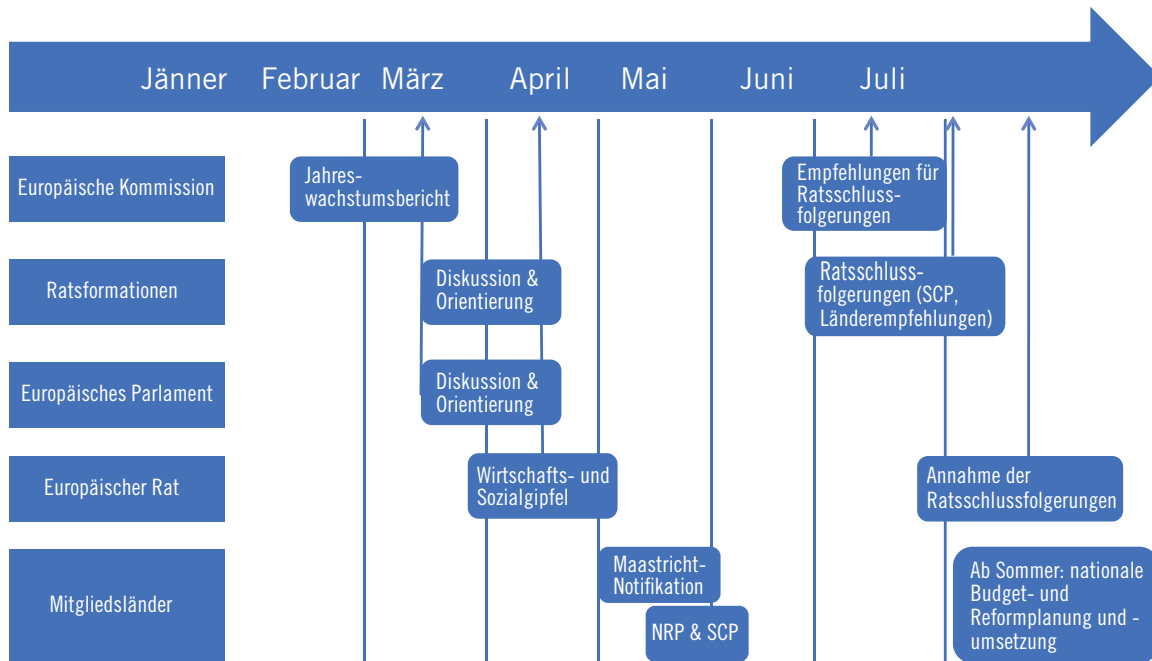 Jänner Februar März April Mai Juni Juli
Europäische Kommission
Jahres-
wachstumsbericht
Empfehlungen für
Ratsschluss-
folgerungen
Ratsformationen
Diskussion &
Orientierung
Ratsschluss-
folgerungen (SCP,
Länderempfehlungen)
Europäisches Parlament
Diskussion &
Orientierung
Europäischer Rat
Wirtschafts- und
Sozialgipfel
Annahme der
Ratsschlussfolgerungen
Mitgliedsländer
Maastricht-
Notifikation
NRP & SCP
Ab Sommer: nationale
Budget- und
Reformplanung und -
umsetzung